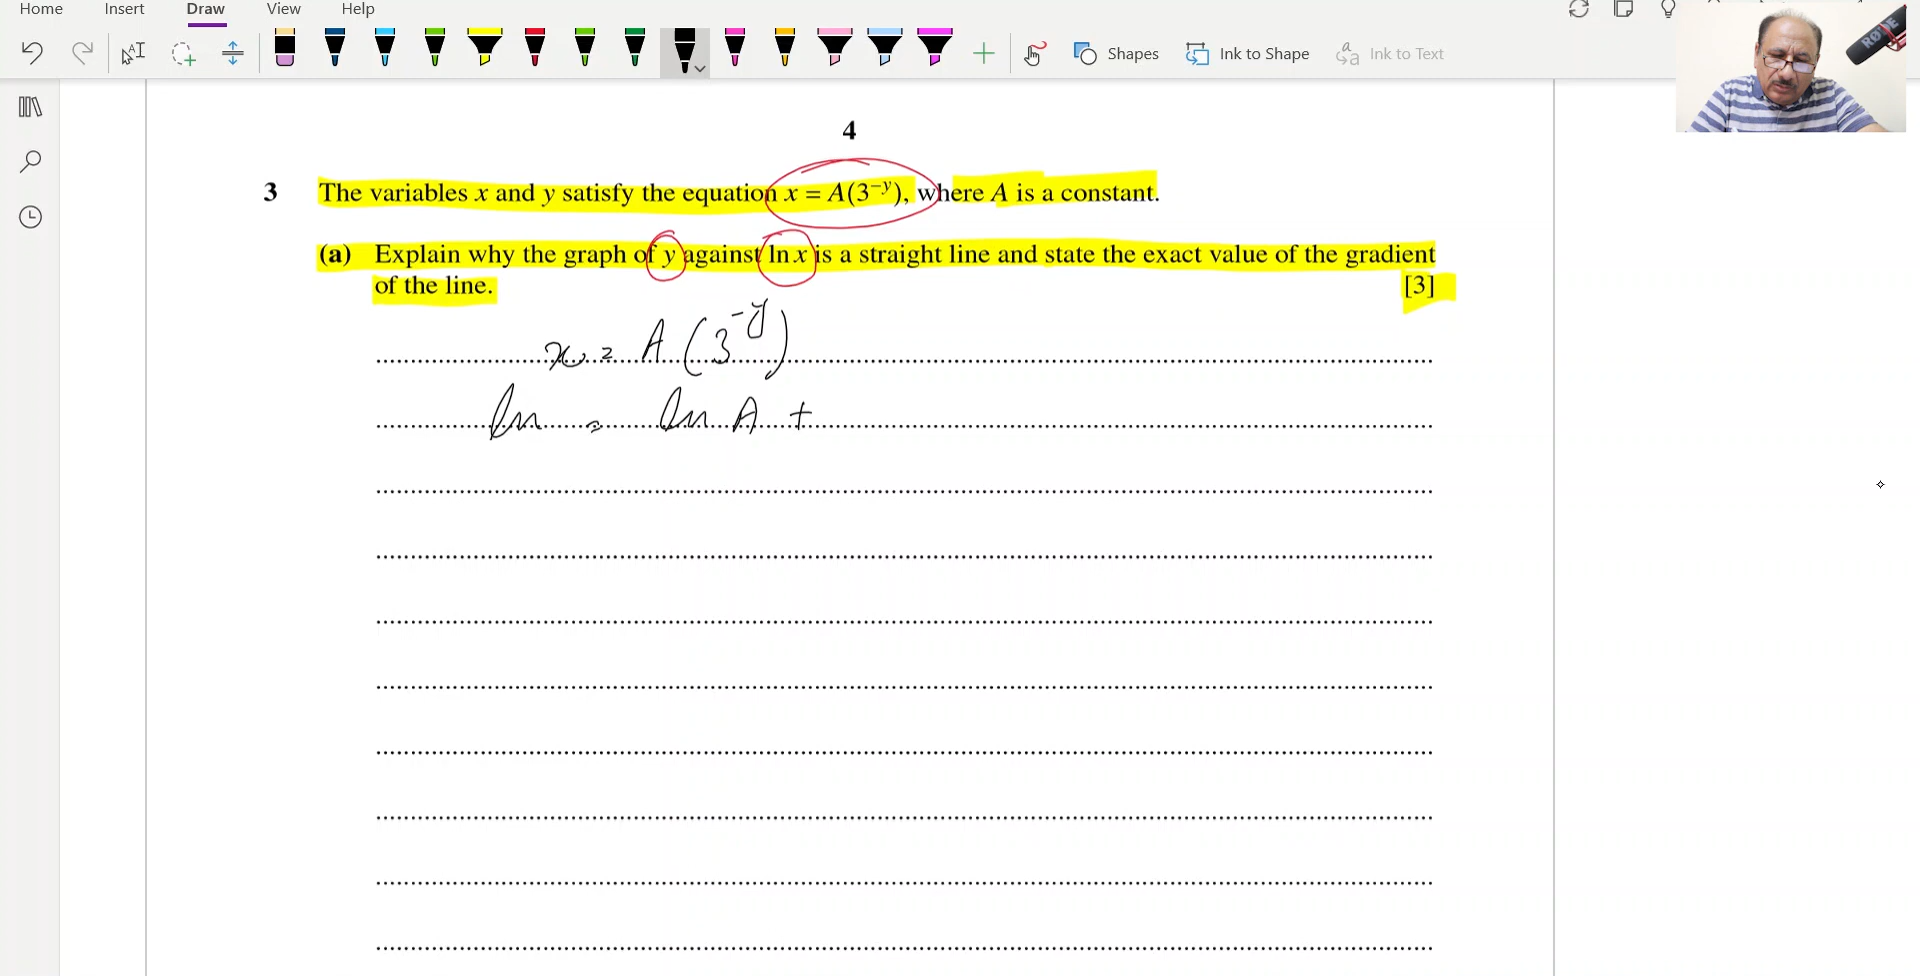 Home Insert Draw View Help
Shapes Ink to Shape Ink to Text
RØDE
4
3 The variables x and y satisfy the equation x = A(3⁻ʸ), where A is a constant.
(a) Explain why the graph of y against ln x is a straight line and state the exact value of the gradient
of the line. [3]
x = A (3⁻ʸ)
ln = ln A +